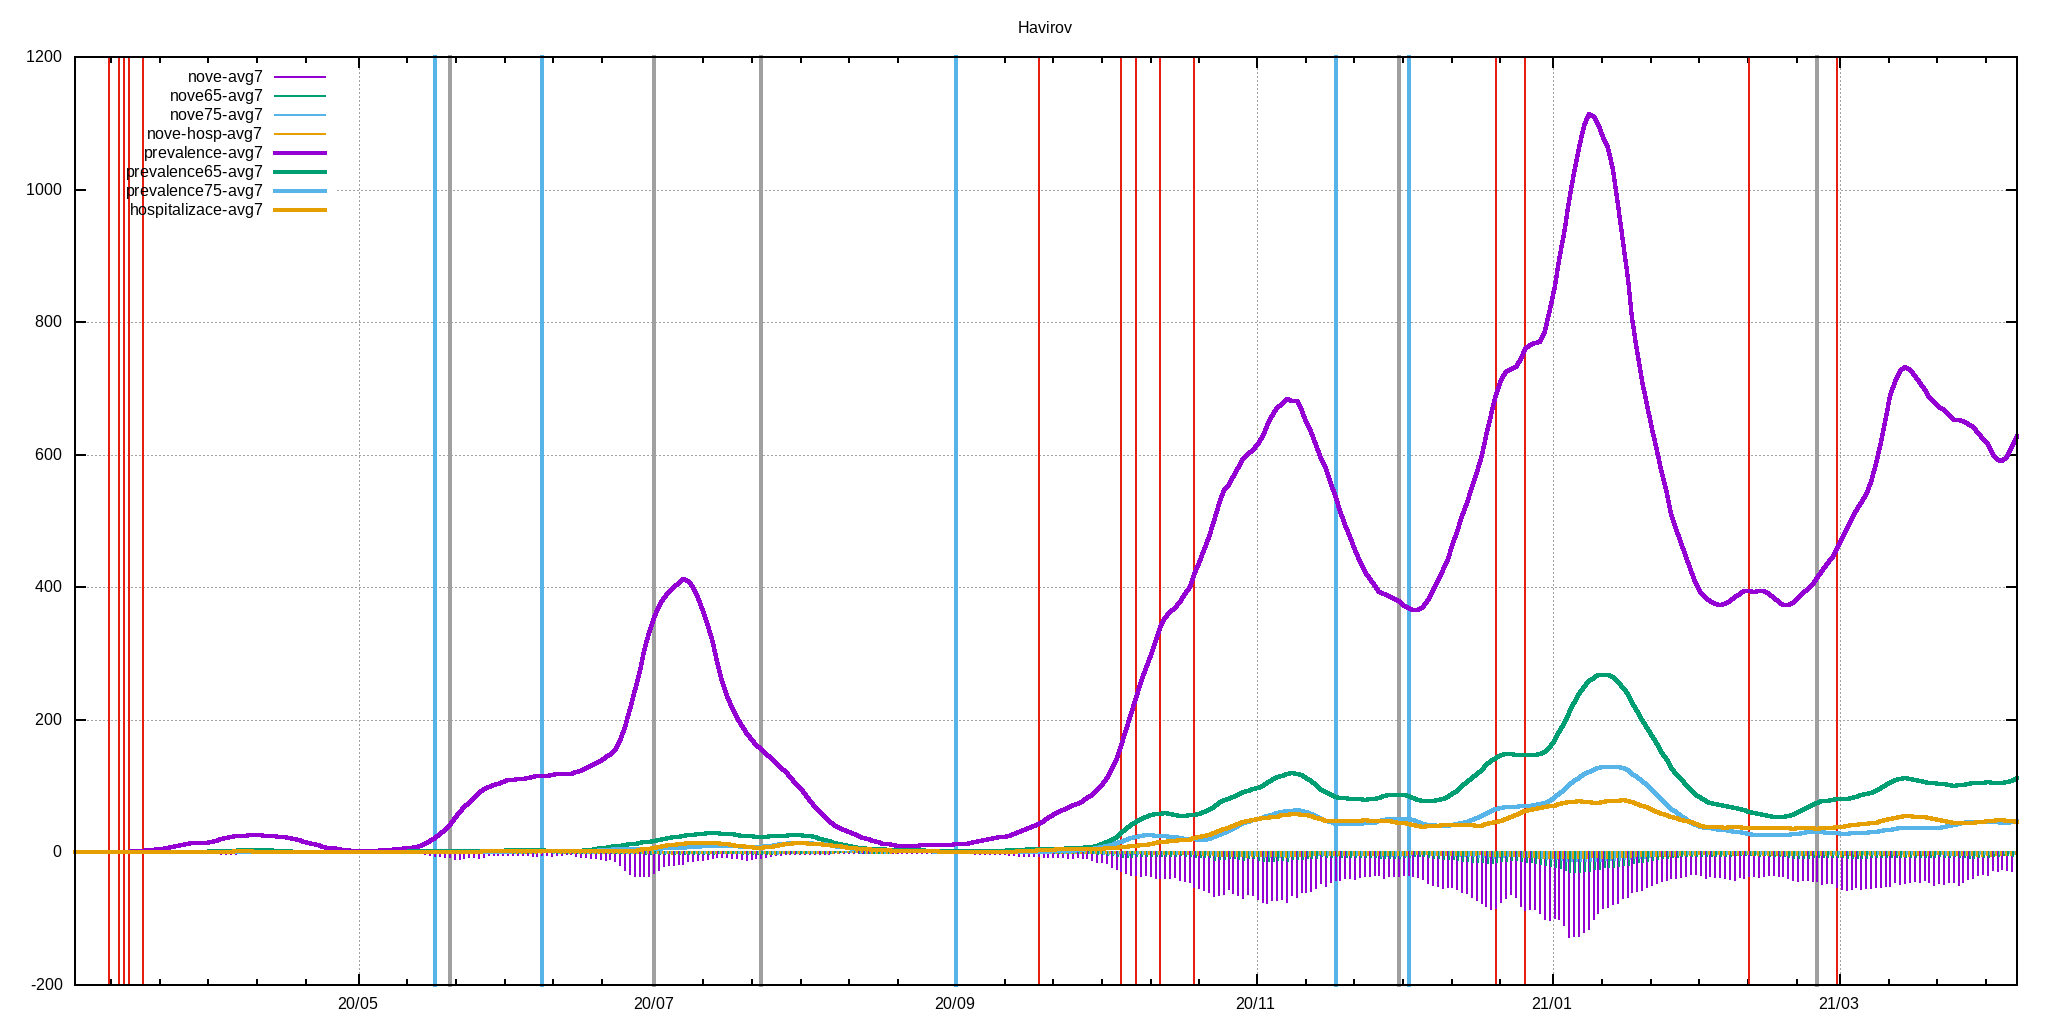 Havirov
1200
1000
800
600
400
200
0
-200
nove-avg7
nove65-avg7
nove75-avg7
nove-hosp-avg7
prevalence-avg7
prevalence65-avg7
prevalence75-avg7
hospitalizace-avg7
20/05 20/07 20/09 20/11 21/01 21/03